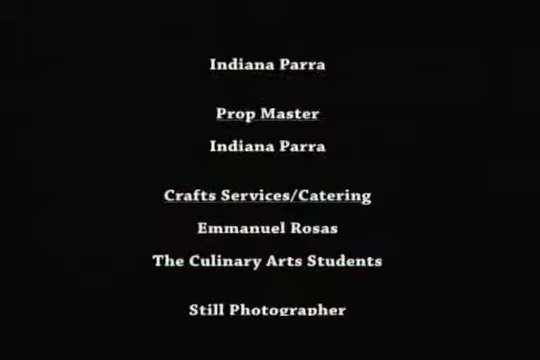 Indiana Parra
Prop Master
Indiana Parra
Crafts Services/Catering
Emmanuel Rosas
The Culinary Arts Students
Still Photographer